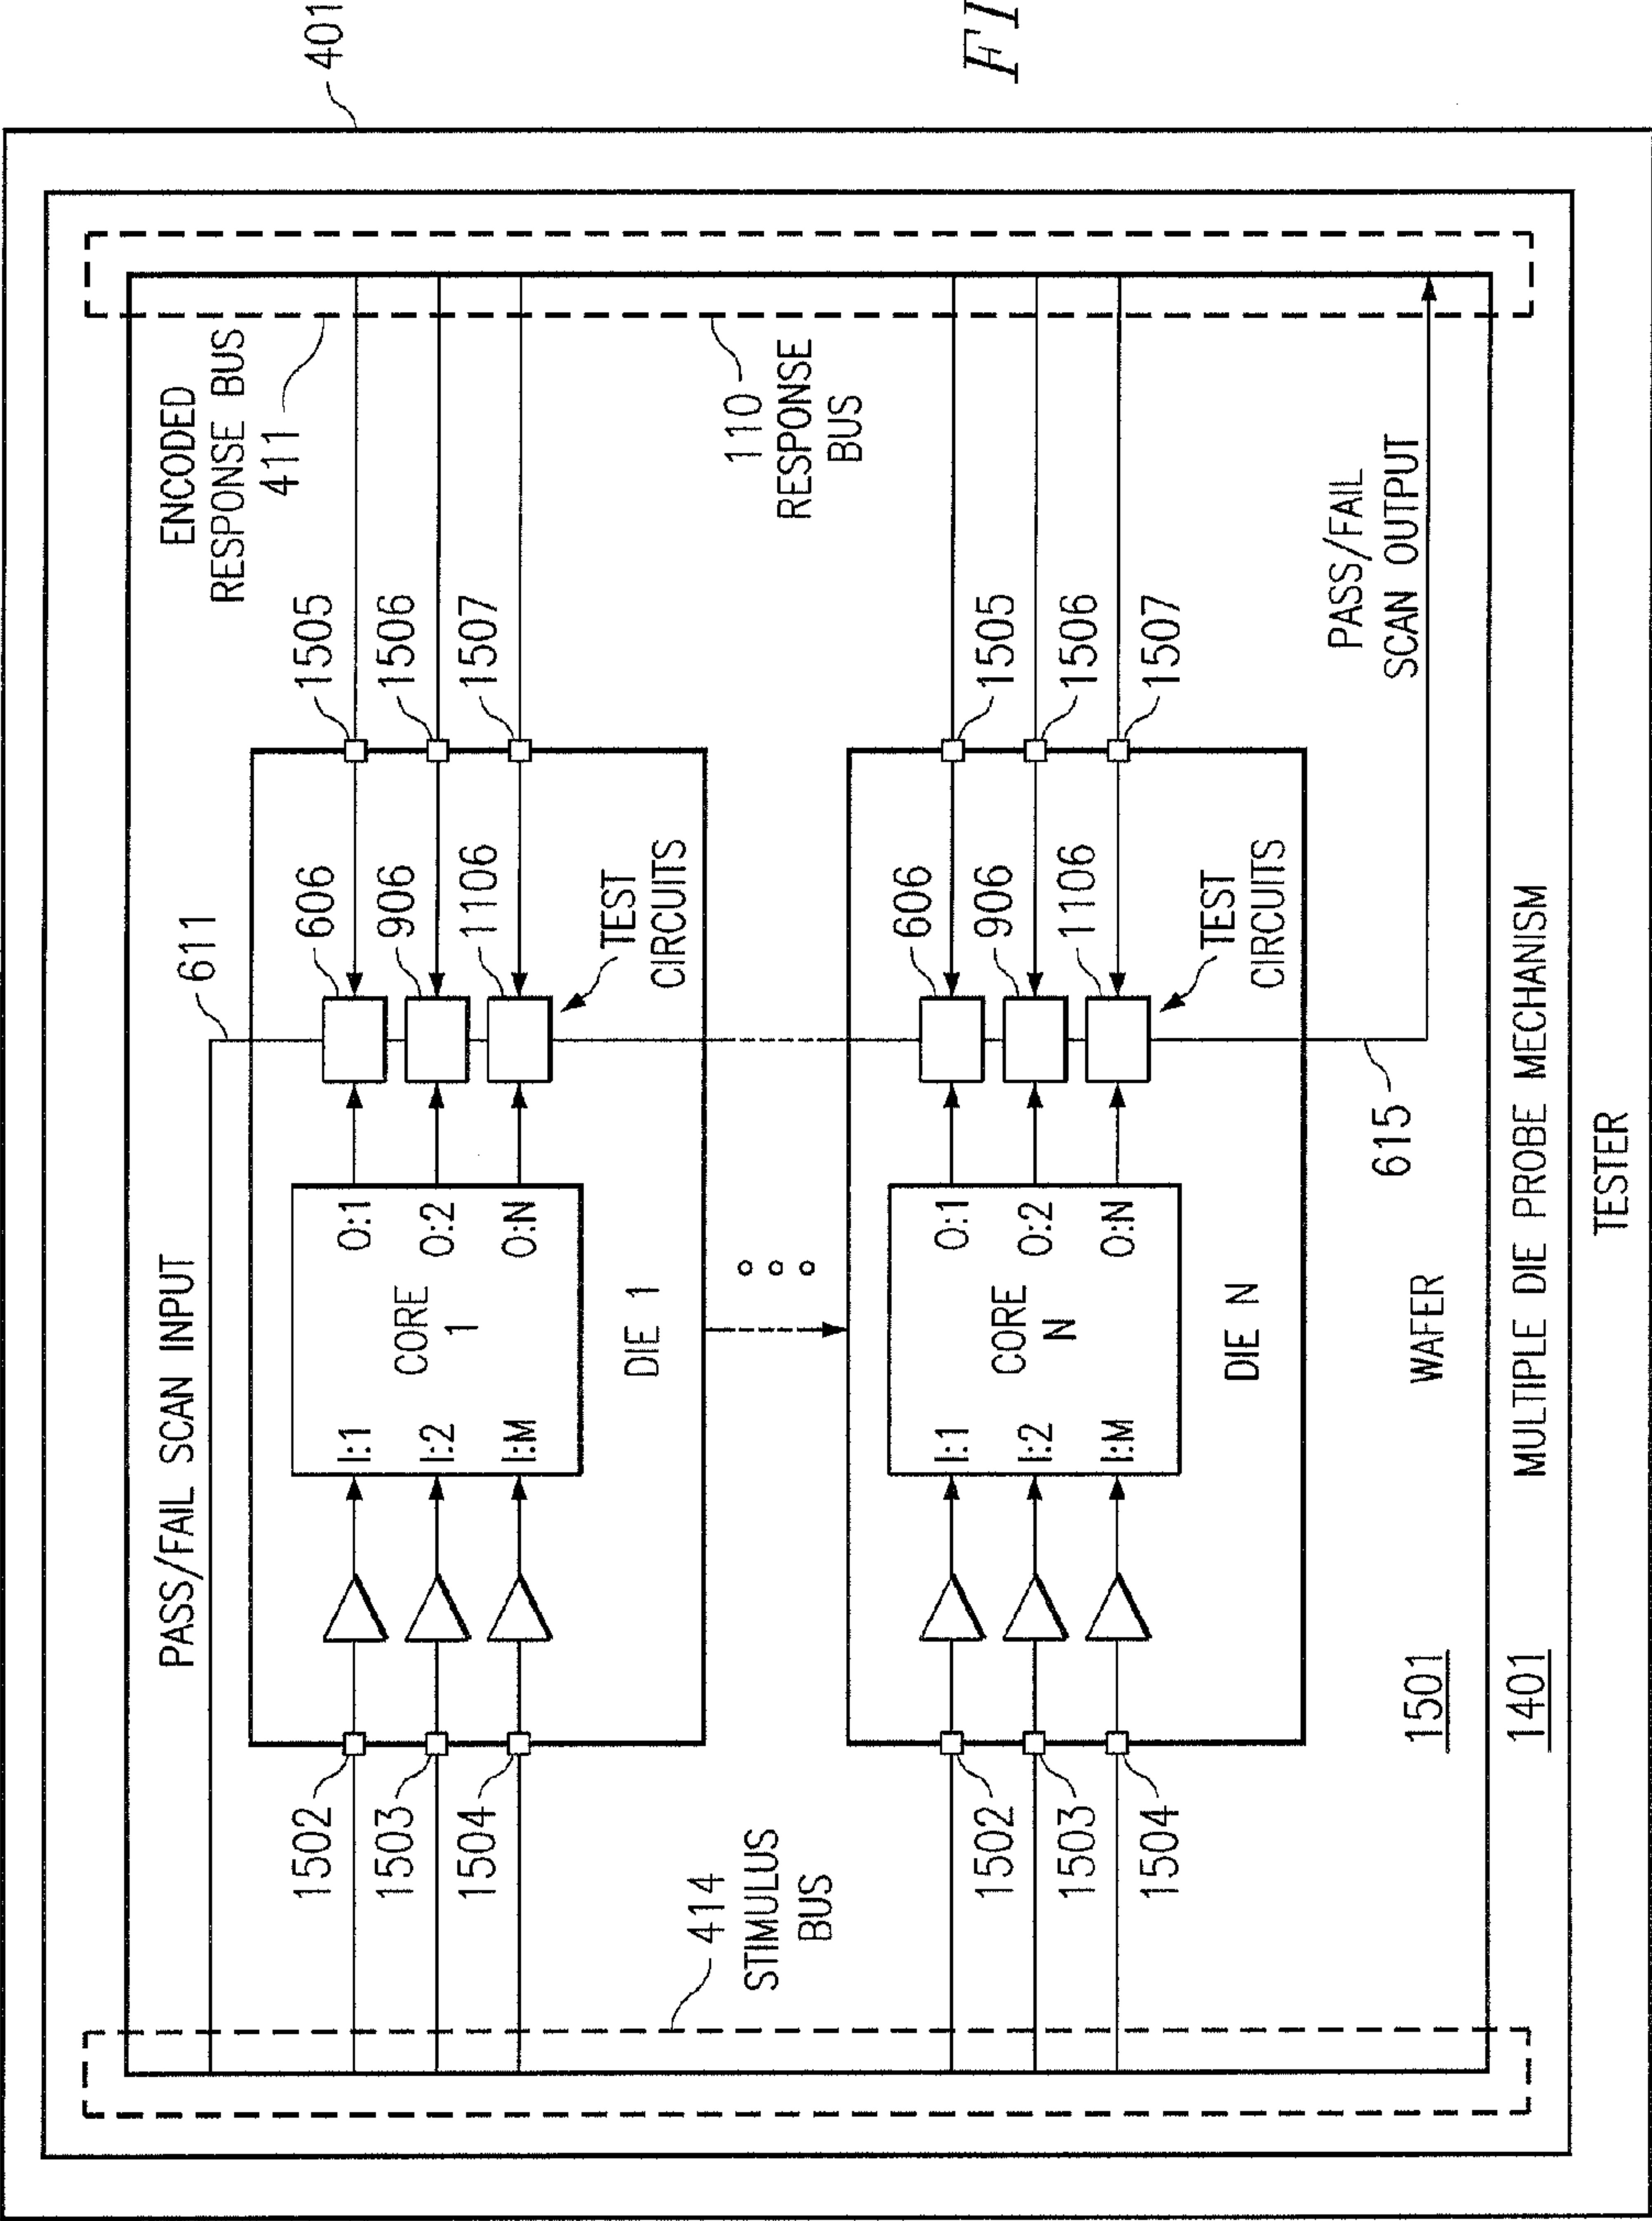 401
FI
PASS/FAIL SCAN INPUT
611
ENCODED
RESPONSE BUS
411
1502
1503
1504
I:1
I:2
I:M
CORE
1
O:1
O:2
O:N
606
906
1106
1505
1506
1507
DIE 1
TEST
CIRCUITS
414
STIMULUS
BUS
110
RESPONSE
BUS
1502
1503
1504
I:1
I:2
I:M
CORE
N
O:1
O:2
O:N
606
906
1106
1505
1506
1507
DIE N
TEST
CIRCUITS
615
PASS/FAIL
SCAN OUTPUT
1501
WAFER
1401
MULTIPLE DIE PROBE MECHANISM
TESTER